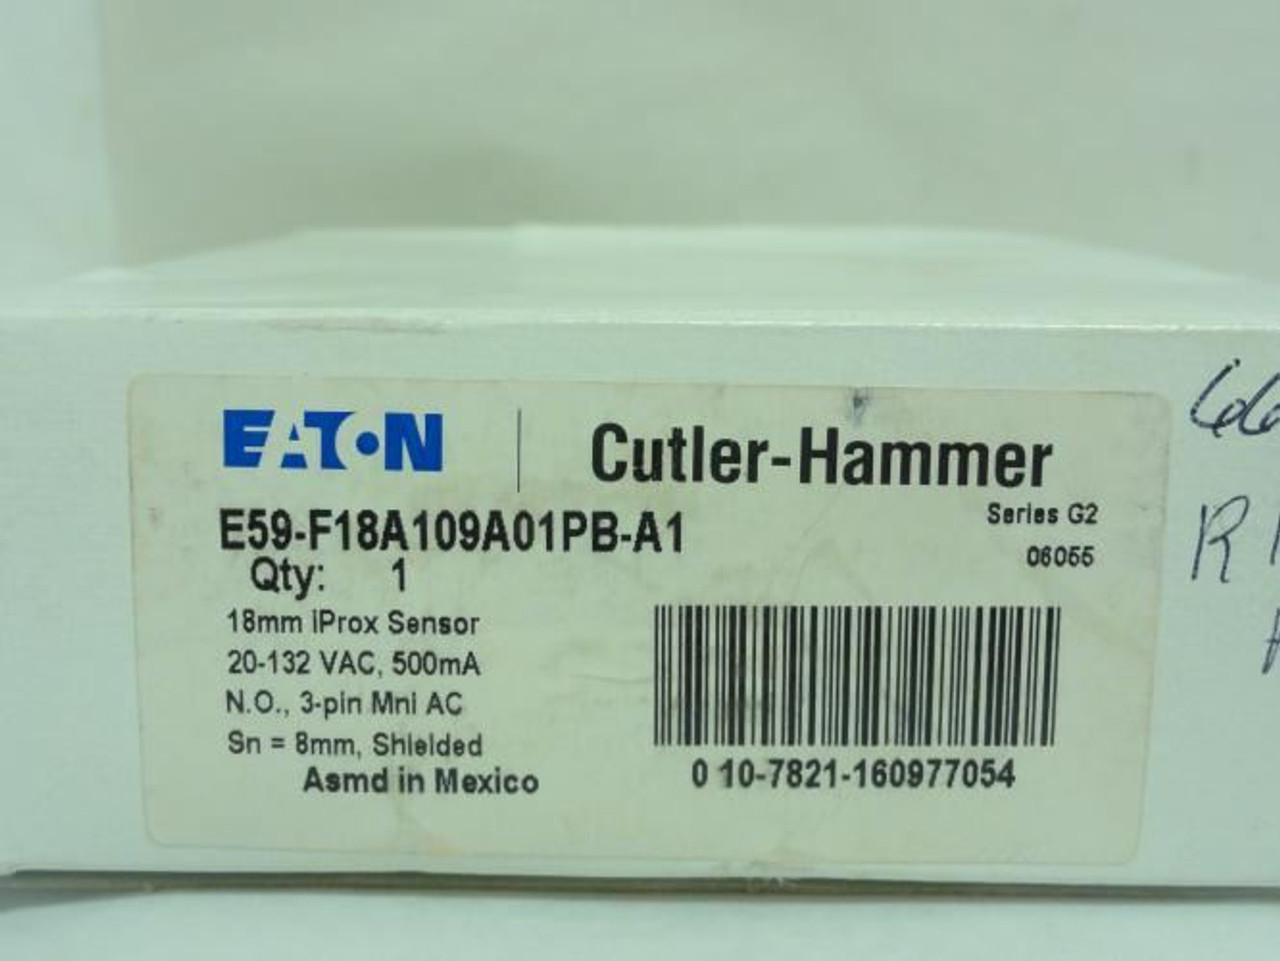 EATON
Cutler-Hammer
E59-F18A109A01PB-A1
Series G2
Qty: 1
06055
18mm iProx Sensor
20-132 VAC, 500mA
N.O., 3-pin Mni AC
Sn = 8mm, Shielded
Asmd in Mexico
0 10-7821-160977054
66
R